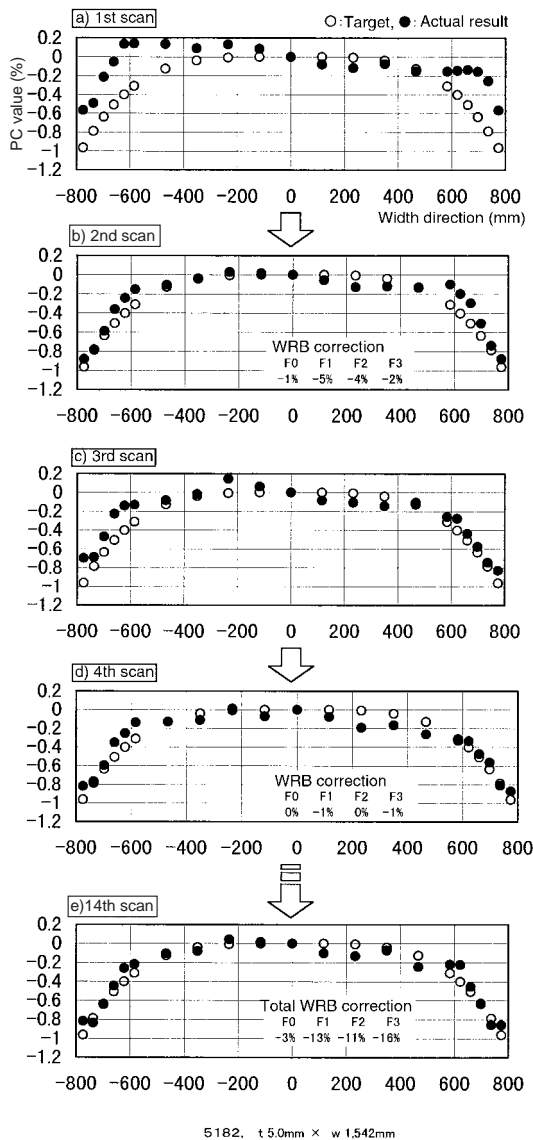 ○:Target, ●:Actual result
a) 1st scan
PC value (%)
0.2
0
−0.2
−0.4
−0.6
−0.8
−1
−1.2
−800 −600 −400 −200 0 200 400 600 800
Width direction (mm)
b) 2nd scan
0.2
0
−0.2
−0.4
−0.6
−0.8
−1
−1.2
WRB correction
F0 F1 F2 F3
−1% −5% −4% −2%
−800 −600 −400 −200 0 200 400 600 800
c) 3rd scan
0.2
0
−0.2
−0.4
−0.6
−0.8
−1
−1.2
−800 −600 −400 −200 0 200 400 600 800
d) 4th scan
0.2
0
−0.2
−0.4
−0.6
−0.8
−1
−1.2
WRB correction
F0 F1 F2 F3
0% −1% 0% −1%
−800 −600 −400 −200 0 200 400 600 800
e)14th scan
0.2
0
−0.2
−0.4
−0.6
−0.8
−1
−1.2
Total WRB correction
F0 F1 F2 F3
−3% −13% −11% −16%
−800 −600 −400 −200 0 200 400 600 800
5182, t 5.0mm × w 1,542mm